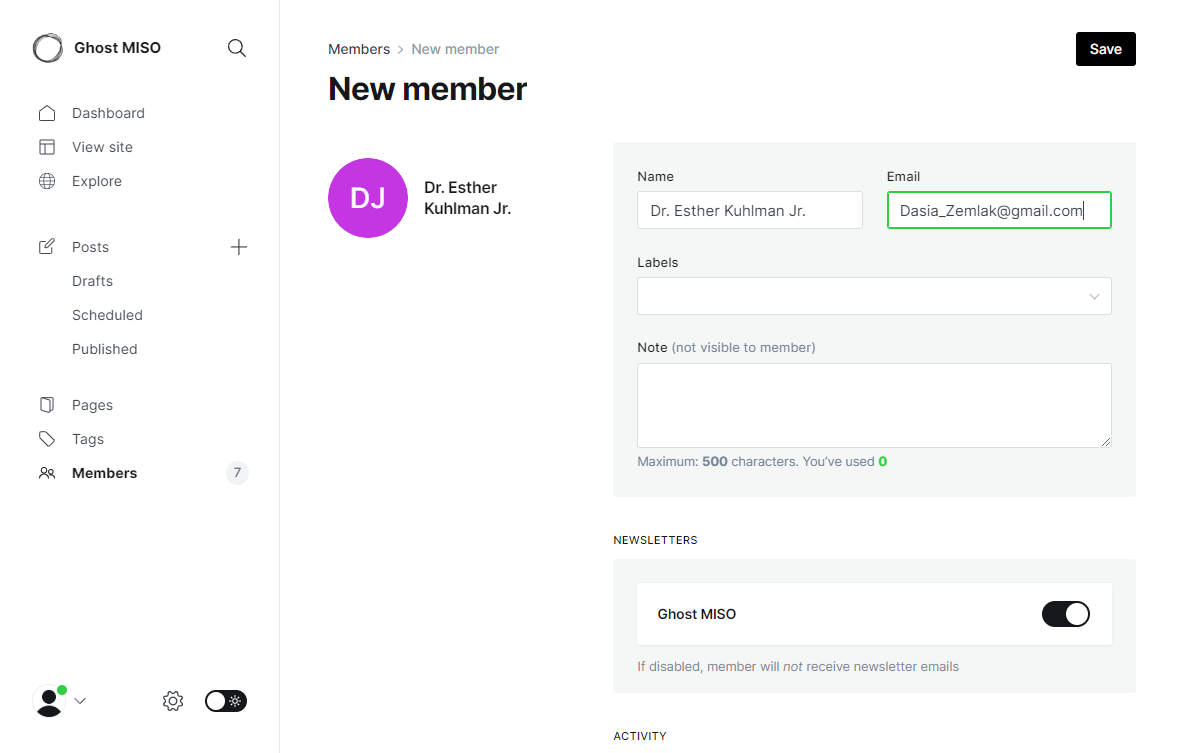 Ghost MISO
Dashboard
View site
Explore
Posts
Drafts
Scheduled
Published
Pages
Tags
Members 7
Members > New member
New member
Save
DJ
Dr. Esther
Kuhlman Jr.
Name
Dr. Esther Kuhlman Jr.
Email
Dasia_Zemlak@gmail.com
Labels
Note (not visible to member)
Maximum: 500 characters. You've used 0
NEWSLETTERS
Ghost MISO
If disabled, member will not receive newsletter emails
ACTIVITY